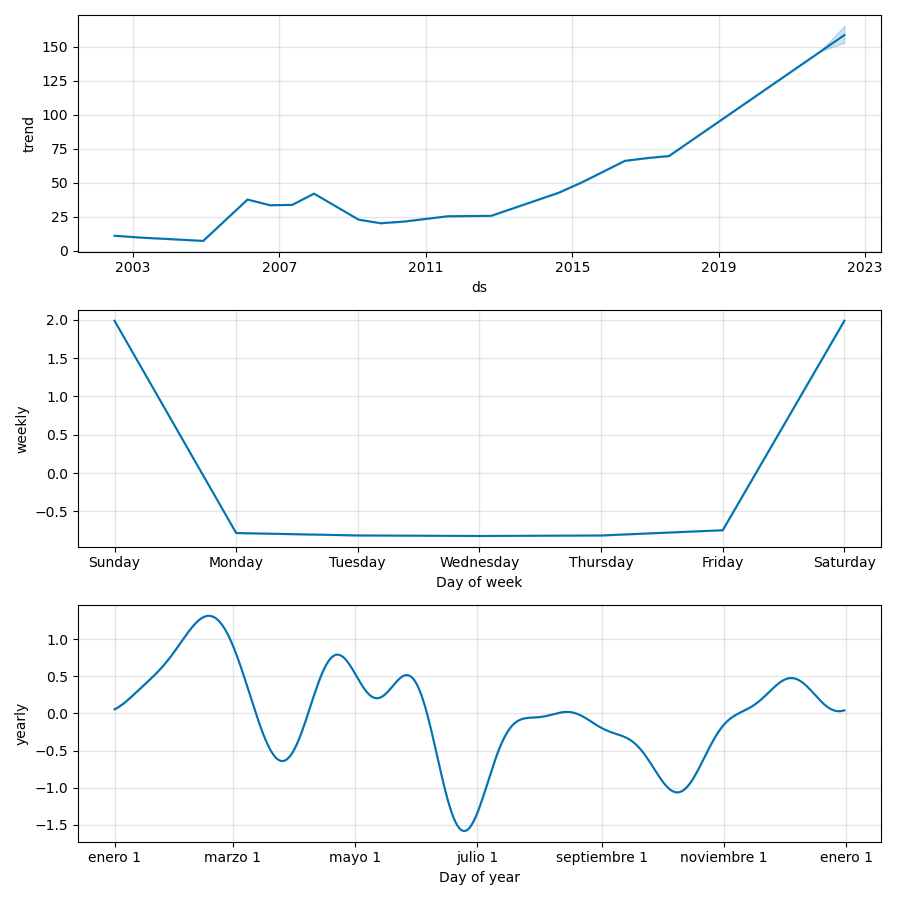 150
125
100
75
50
25
0
trend
2003 2007 2011 2015 2019 2023
ds
2.0
1.5
1.0
0.5
0.0
−0.5
weekly
Sunday Monday Tuesday Wednesday Thursday Friday Saturday
Day of week
1.0
0.5
0.0
−0.5
−1.0
−1.5
yearly
enero 1 marzo 1 mayo 1 julio 1 septiembre 1 noviembre 1 enero 1
Day of year